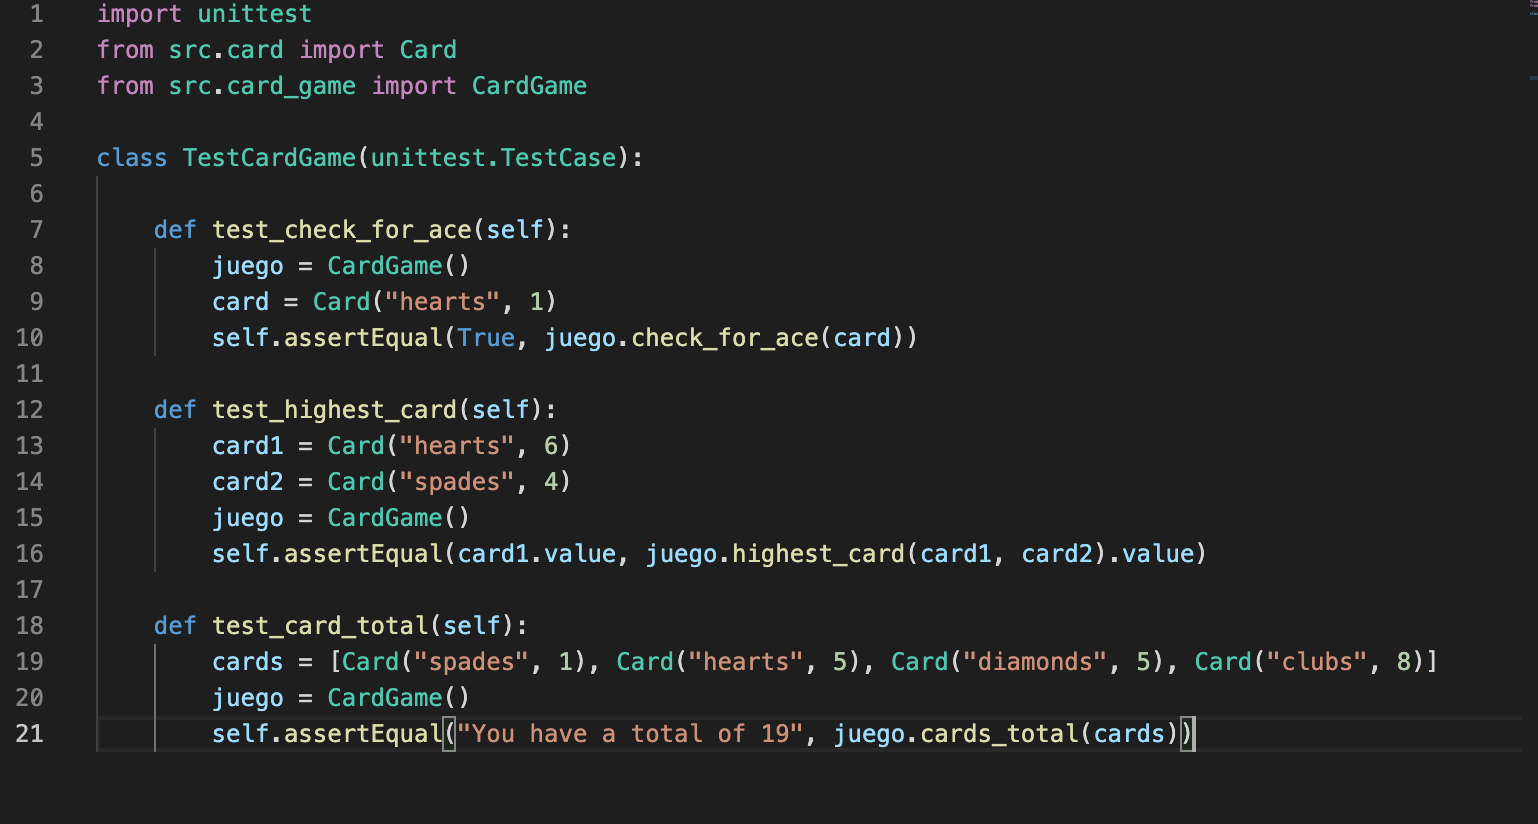 1 import unittest
2 from src.card import Card
3 from src.card_game import CardGame
4
5 class TestCardGame(unittest.TestCase):
6
7     def test_check_for_ace(self):
8         juego = CardGame()
9         card = Card("hearts", 1)
10         self.assertEqual(True, juego.check_for_ace(card))
11
12     def test_highest_card(self):
13         card1 = Card("hearts", 6)
14         card2 = Card("spades", 4)
15         juego = CardGame()
16         self.assertEqual(card1.value, juego.highest_card(card1, card2).value)
17
18     def test_card_total(self):
19         cards = [Card("spades", 1), Card("hearts", 5), Card("diamonds", 5), Card("clubs", 8)]
20         juego = CardGame()
21         self.assertEqual("You have a total of 19", juego.cards_total(cards))